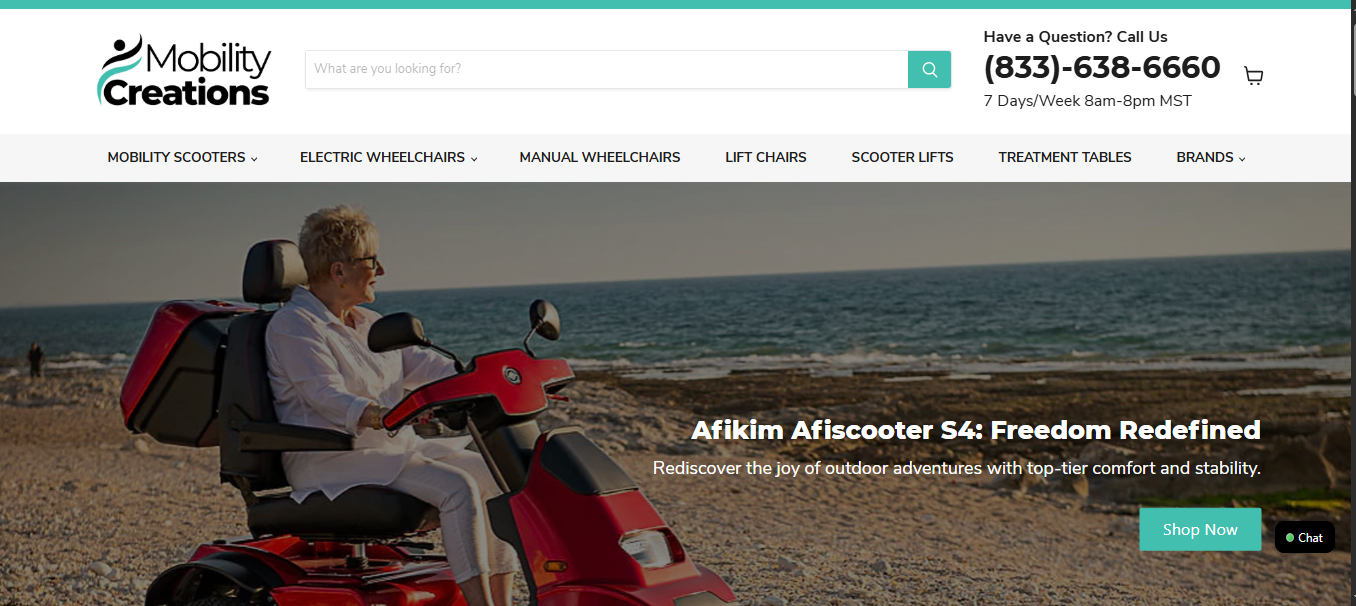 Mobility
Creations
What are you looking for?
Have a Question? Call Us
(833)-638-6660
7 Days/Week 8am-8pm MST
MOBILITY SCOOTERS
ELECTRIC WHEELCHAIRS
MANUAL WHEELCHAIRS
LIFT CHAIRS
SCOOTER LIFTS
TREATMENT TABLES
BRANDS
Afikim Afiscooter S4: Freedom Redefined
Rediscover the joy of outdoor adventures with top-tier comfort and stability.
Shop Now
Chat